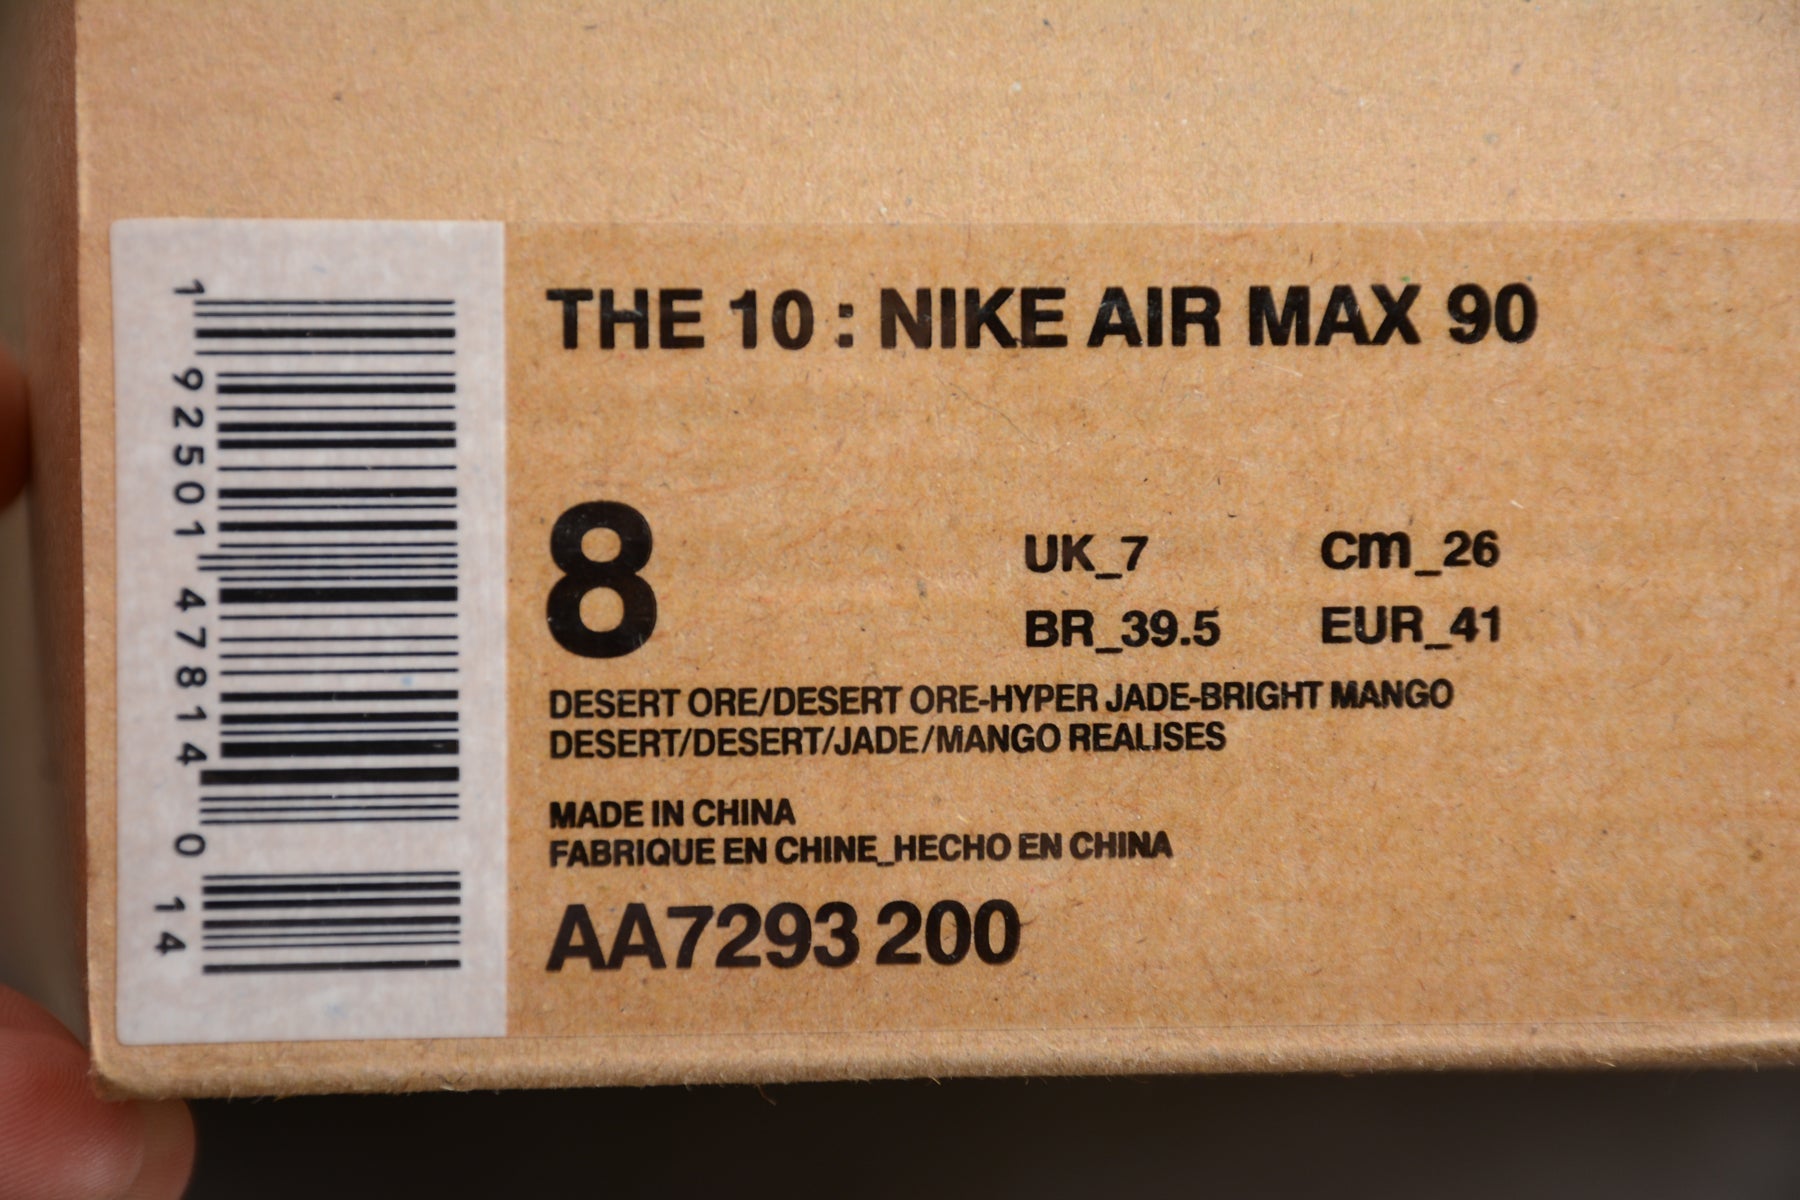 THE 10 : NIKE AIR MAX 90
8
UK_7 Cm_26
BR_39.5 EUR_41
DESERT ORE/DESERT ORE-HYPER JADE-BRIGHT MANGO
DESERT/DESERT/JADE/MANGO REALISES
MADE IN CHINA
FABRIQUE EN CHINE_HECHO EN CHINA
AA7293 200
1 92501 47814 0 14